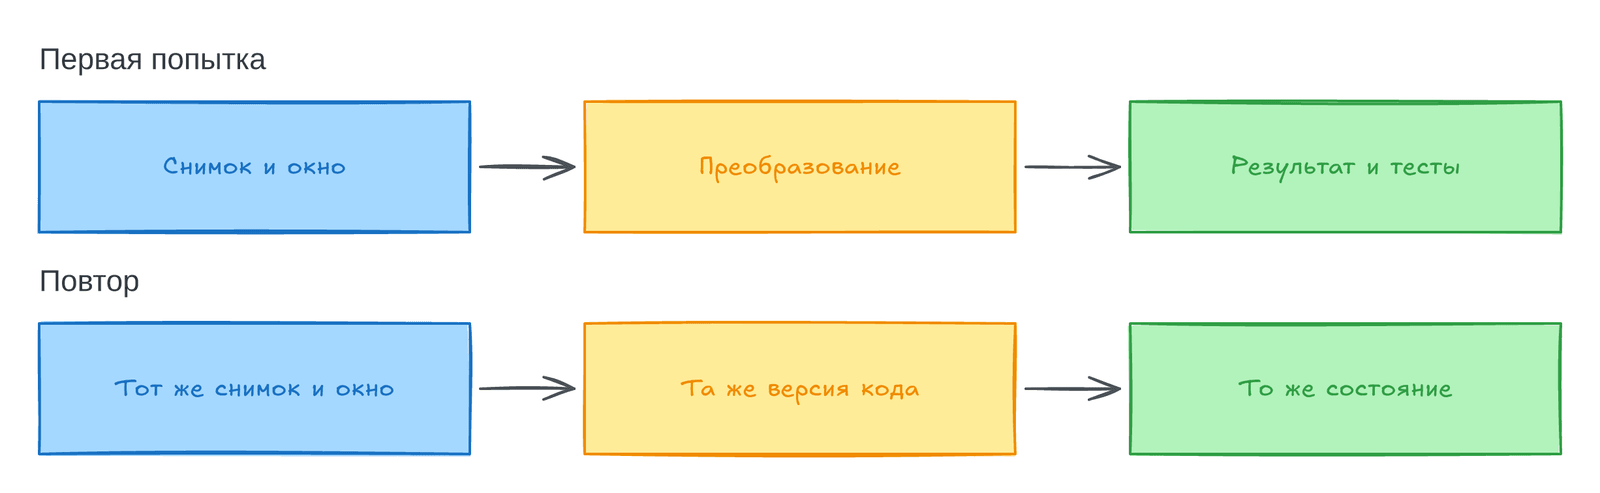 Первая попытка
Снимок и окно
Преобразование
Результат и тесты
Повтор
Тот же снимок и окно
Та же версия кода
То же состояние